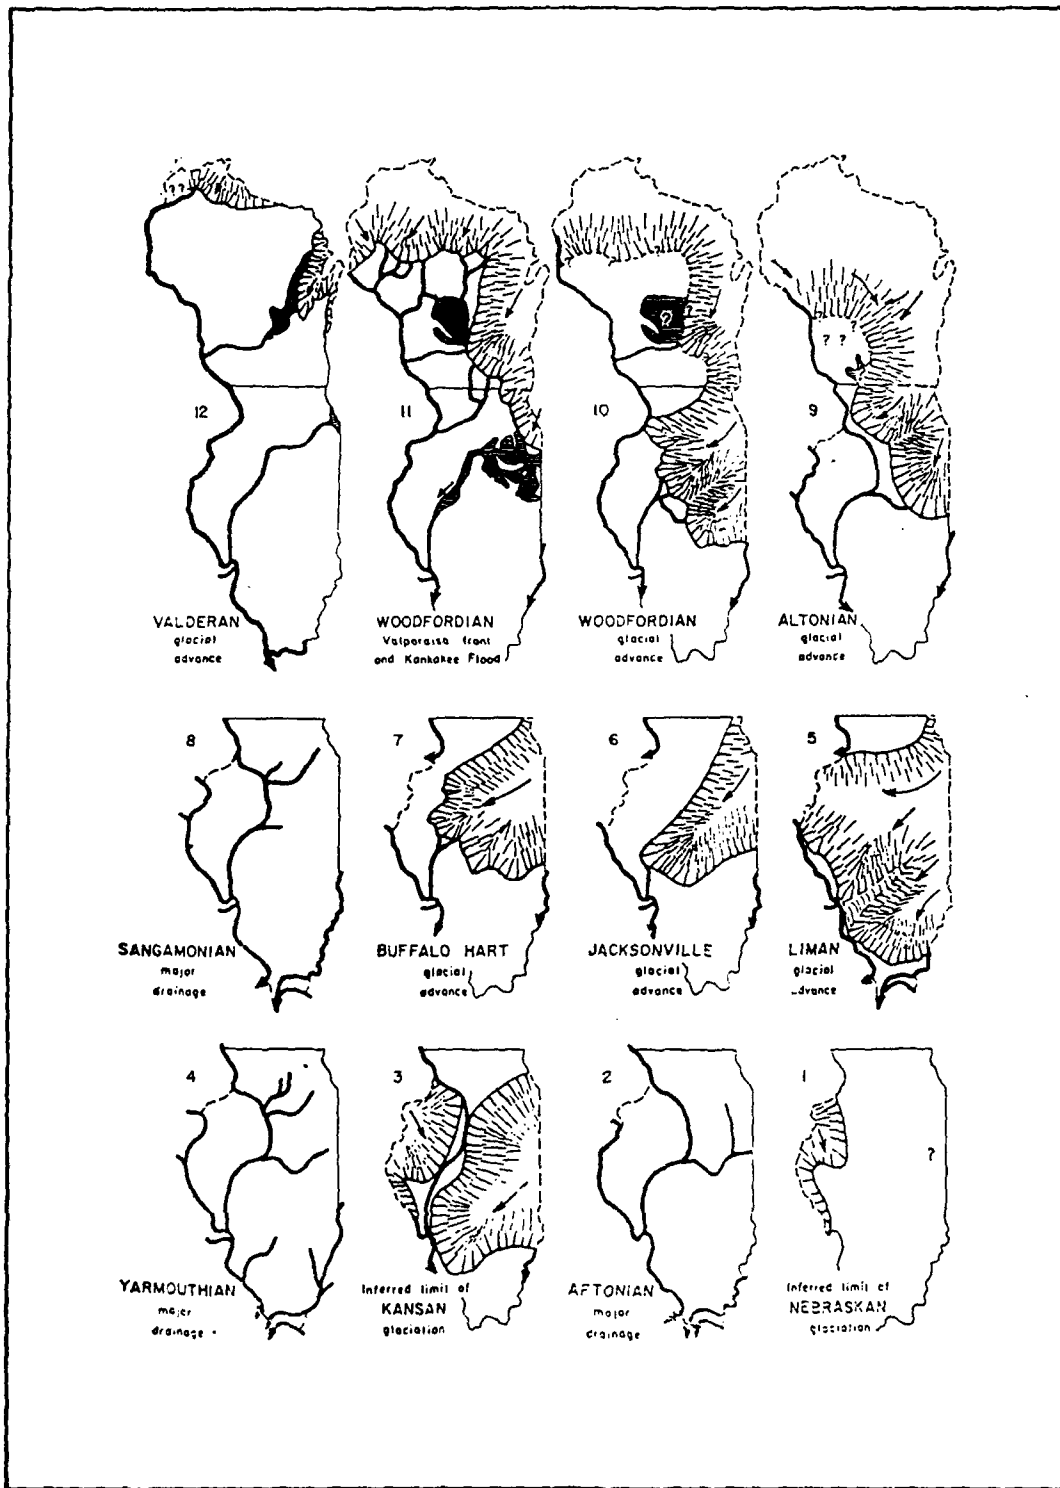 12
VALDERAN
glacial
advance
11
WOODFORDIAN
Valparaiso front
and Kankakee Flood
?
10
WOODFORDIAN
glacial
advance
? ?
9
ALTONIAN
glacial
advance
8
SANGAMONIAN
major
drainage
7
BUFFALO HART
glacial
advance
6
JACKSONVILLE
glacial
advance
5
LIMAN
glacial
advance
4
YARMOUTHIAN
major
drainage
3
Inferred limit of
KANSAN
glaciation
2
AFTONIAN
major
drainage
1
?
Inferred limit of
NEBRASKAN
glaciation